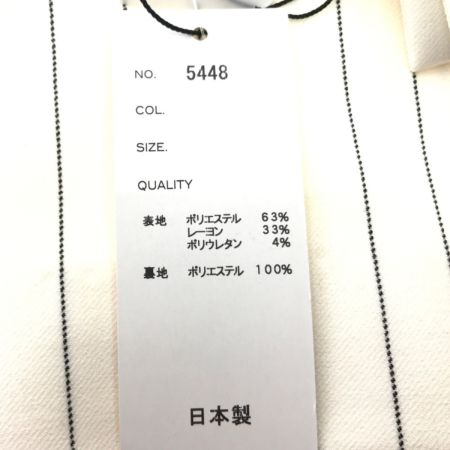 NO. 5448
COL.
SIZE.
QUALITY
表地 ポリエステル 63%
レーヨン 33%
ポリウレタン 4%
裏地 ポリエステル 100%
日本製